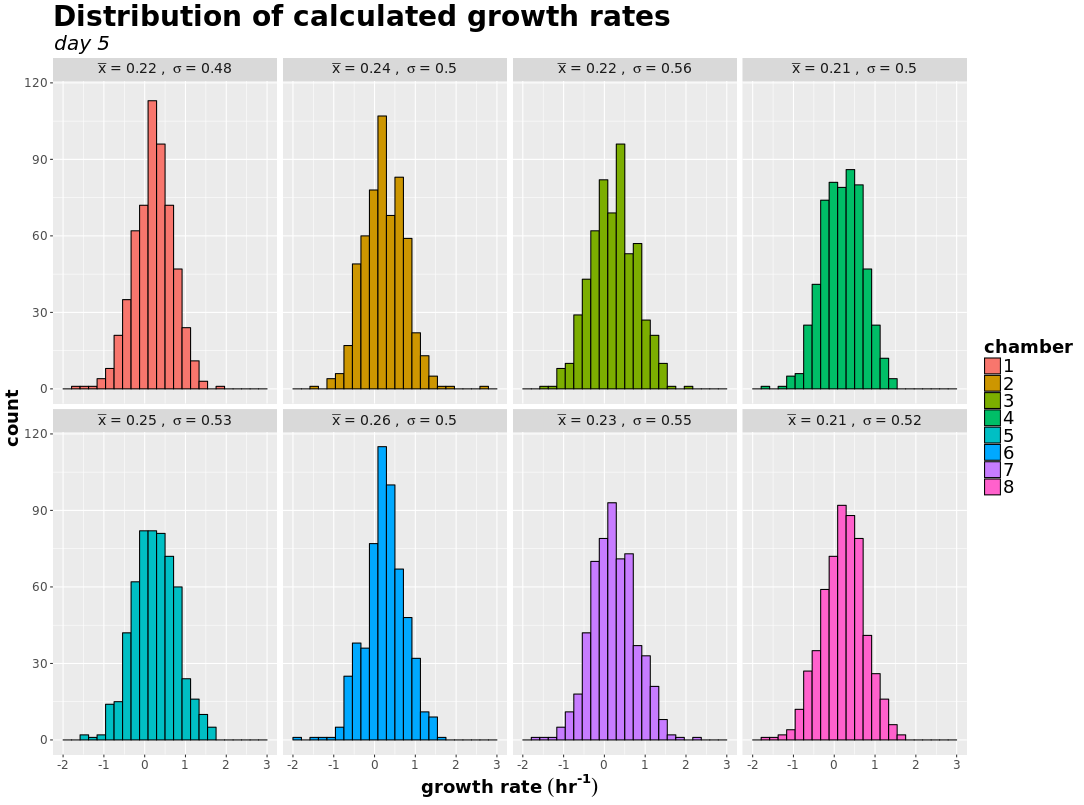 Distribution of calculated growth rates
day 5
x̅ = 0.22 , σ = 0.48
x̅ = 0.24 , σ = 0.5
x̅ = 0.22 , σ = 0.56
x̅ = 0.21 , σ = 0.5
120
90
60
30
0
x̅ = 0.25 , σ = 0.53
x̅ = 0.26 , σ = 0.5
x̅ = 0.23 , σ = 0.55
x̅ = 0.21 , σ = 0.52
120
90
60
30
0
-2 -1 0 1 2 3
-2 -1 0 1 2 3
-2 -1 0 1 2 3
-2 -1 0 1 2 3
count
growth rate (hr⁻¹)
chamber
1
2
3
4
5
6
7
8